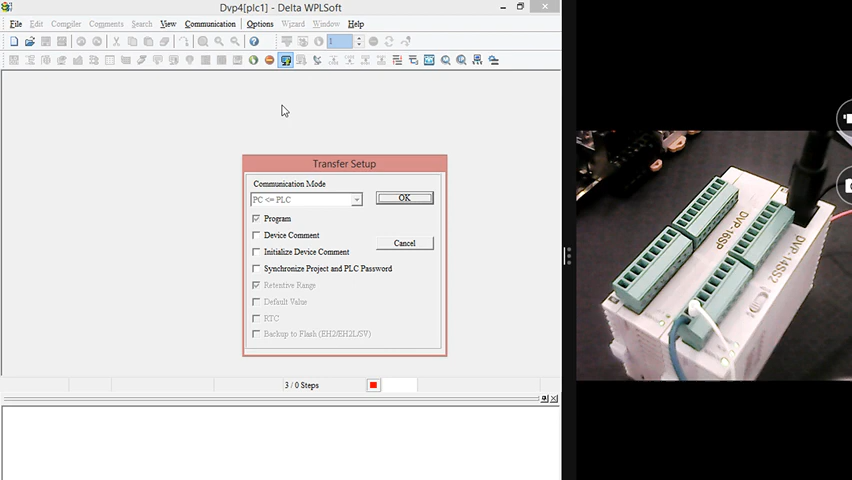 Dvp4[plc1] - Delta WPLSoft
File Edit Compiler Comments Search View Communication Options Wizard Window Help
1
Transfer Setup
Communication Mode
PC <= PLC
OK
Program
Device Comment
Cancel
Initialize Device Comment
Synchronize Project and PLC Password
Retentive Range
Default Value
RTC
Backup to Flash (EH2/EH2L/SV)
3 / 0 Steps
DVP-16SP
DVP-14SS2